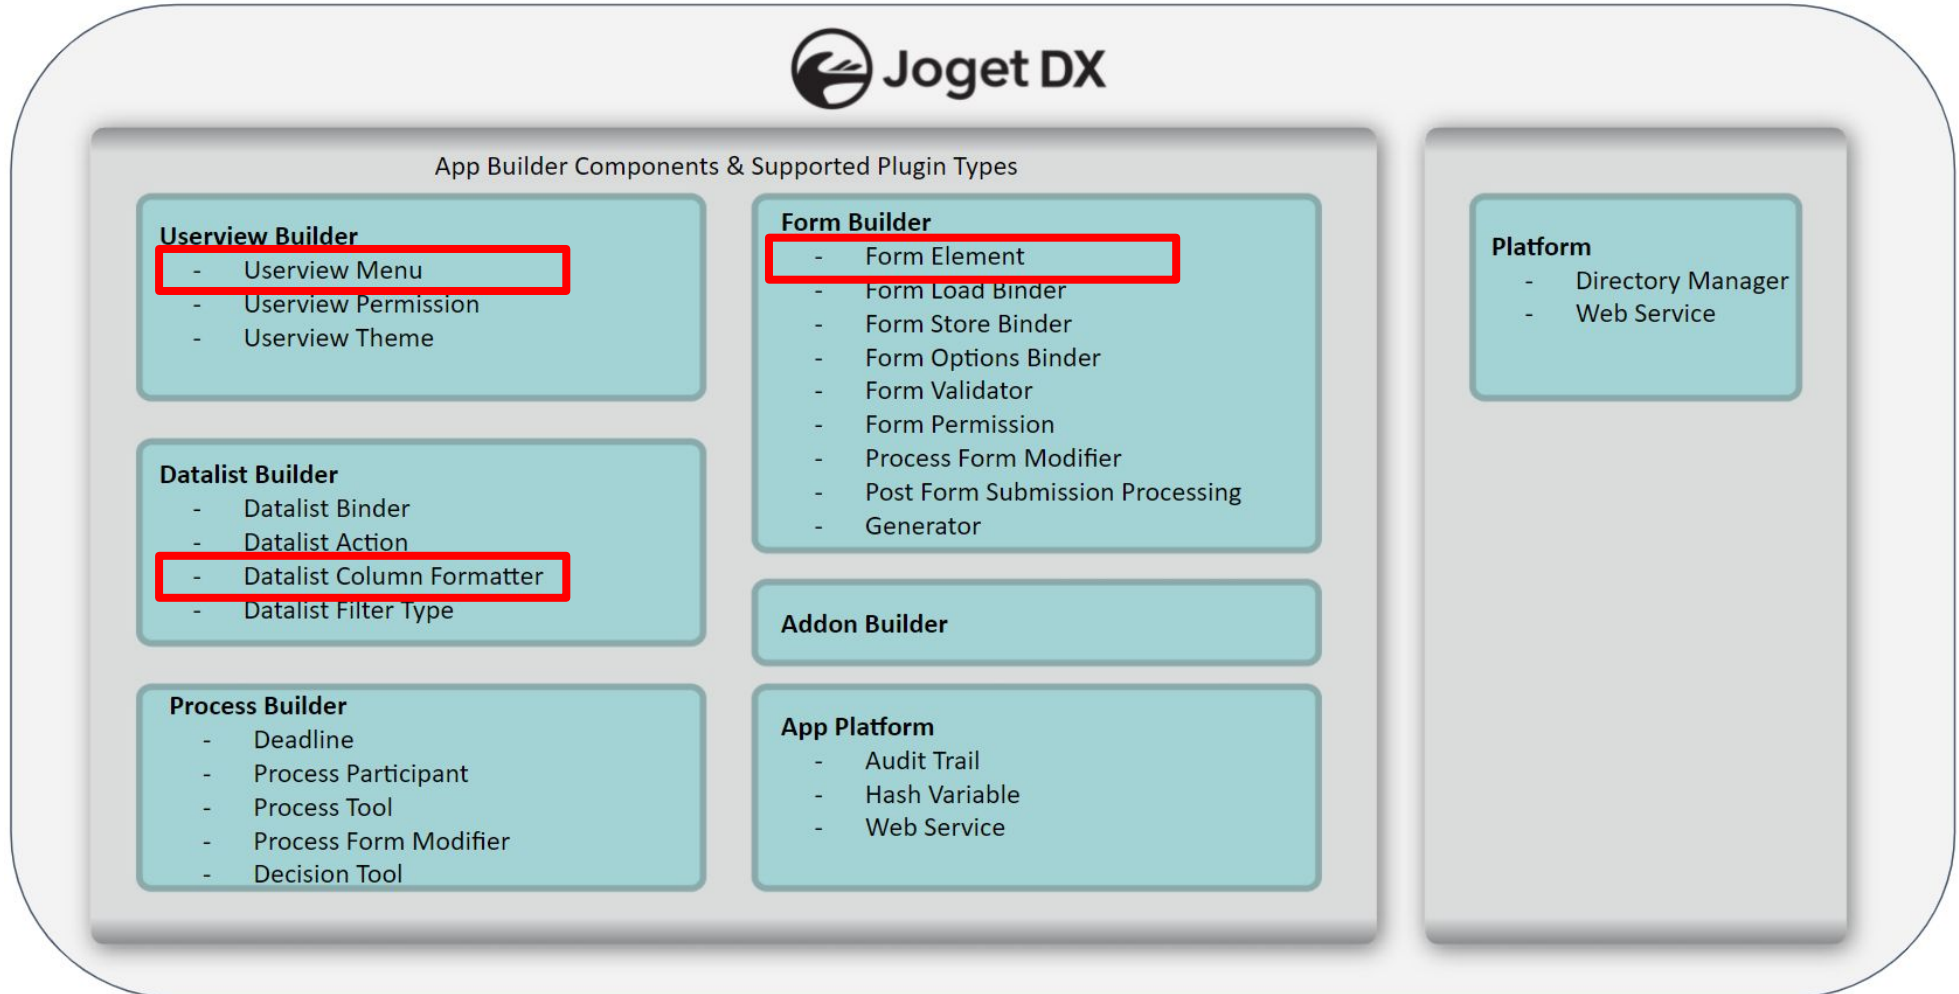 Joget DX
App Builder Components & Supported Plugin Types
Userview Builder
- Userview Menu
- Userview Permission
- Userview Theme
Datalist Builder
- Datalist Binder
- Datalist Action
- Datalist Column Formatter
- Datalist Filter Type
Process Builder
- Deadline
- Process Participant
- Process Tool
- Process Form Modifier
- Decision Tool
Form Builder
- Form Element
- Form Load Binder
- Form Store Binder
- Form Options Binder
- Form Validator
- Form Permission
- Process Form Modifier
- Post Form Submission Processing
- Generator
Addon Builder
App Platform
- Audit Trail
- Hash Variable
- Web Service
Platform
- Directory Manager
- Web Service